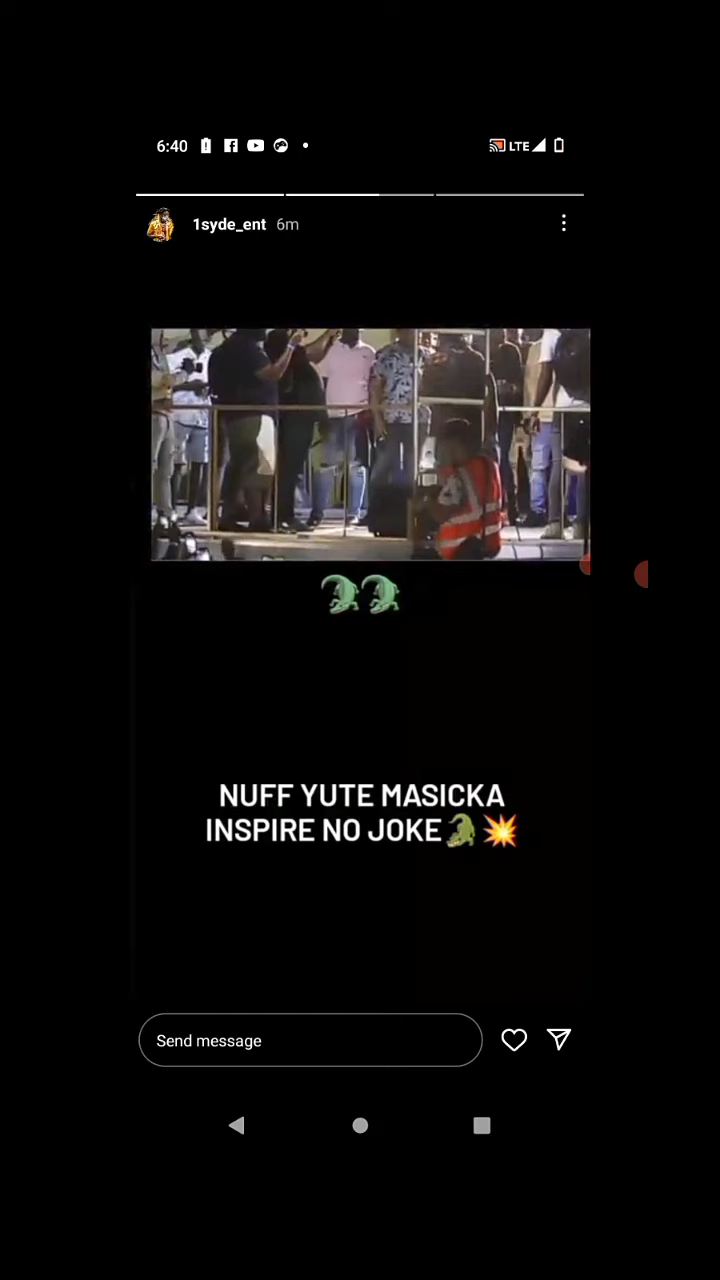 6:40
LTE
1syde_ent 6m
NUFF YUTE MASICKA
INSPIRE NO JOKE🐊💥
Send message